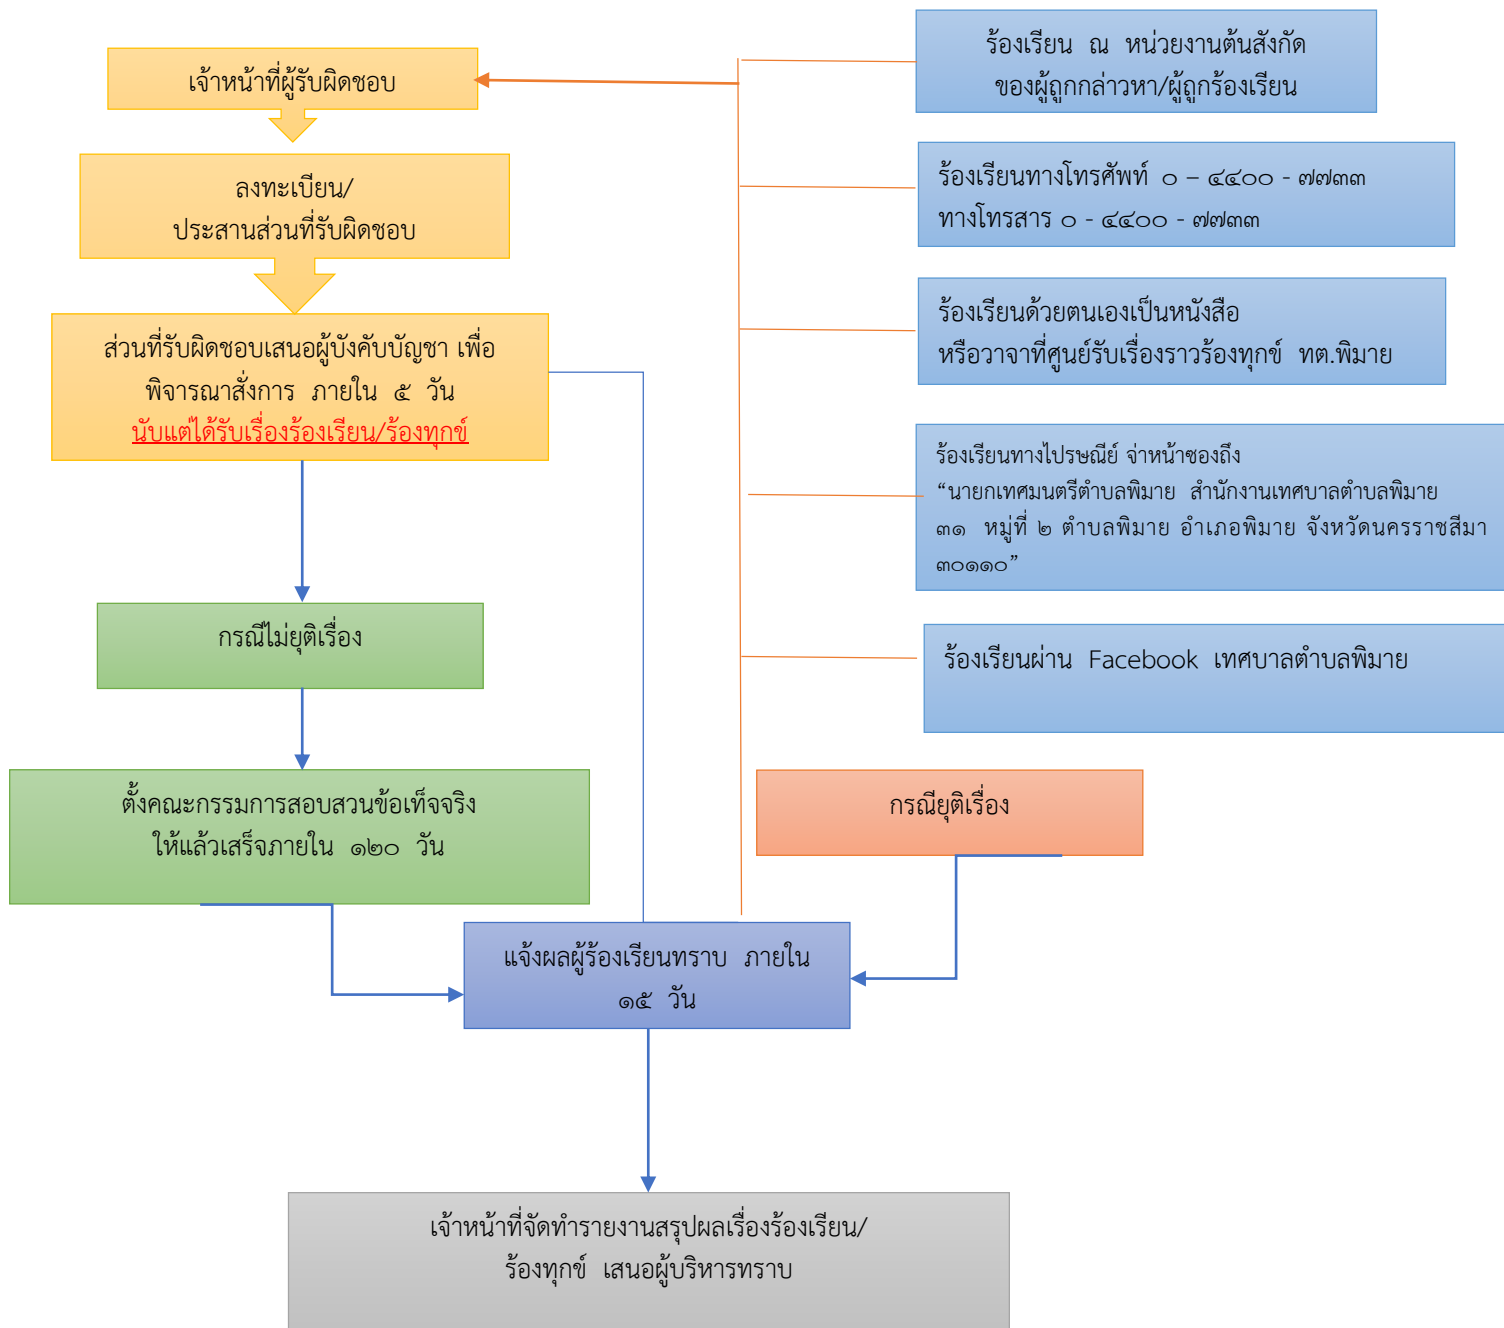 เจ้าหน้าที่ผู้รับผิดชอบ
ลงทะเบียน/
ประสานส่วนที่รับผิดชอบ
ส่วนที่รับผิดชอบเสนอผู้บังคับบัญชา เพื่อ
พิจารณาสั่งการ ภายใน ๕ วัน
นับแต่ได้รับเรื่องร้องเรียน/ร้องทุกข์
กรณีไม่ยุติเรื่อง
ตั้งคณะกรรมการสอบสวนข้อเท็จจริง
ให้แล้วเสร็จภายใน ๑๒๐ วัน
ร้องเรียน ณ หน่วยงานต้นสังกัด
ของผู้ถูกกล่าวหา/ผู้ถูกร้องเรียน
ร้องเรียนทางโทรศัพท์ ๐ – ๔๔๐๐ - ๗๗๓๓
ทางโทรสาร ๐ - ๔๔๐๐ - ๗๗๓๓
ร้องเรียนด้วยตนเองเป็นหนังสือ
หรือวาจาที่ศูนย์รับเรื่องราวร้องทุกข์ ทต.พิมาย
ร้องเรียนทางไปรษณีย์ จ่าหน้าซองถึง
“นายกเทศมนตรีตำบลพิมาย สำนักงานเทศบาลตำบลพิมาย
๓๑ หมู่ที่ ๒ ตำบลพิมาย อำเภอพิมาย จังหวัดนครราชสีมา
๓๐๑๑๐”
ร้องเรียนผ่าน Facebook เทศบาลตำบลพิมาย
กรณียุติเรื่อง
แจ้งผลผู้ร้องเรียนทราบ ภายใน
๑๕ วัน
เจ้าหน้าที่จัดทำรายงานสรุปผลเรื่องร้องเรียน/
ร้องทุกข์ เสนอผู้บริหารทราบ